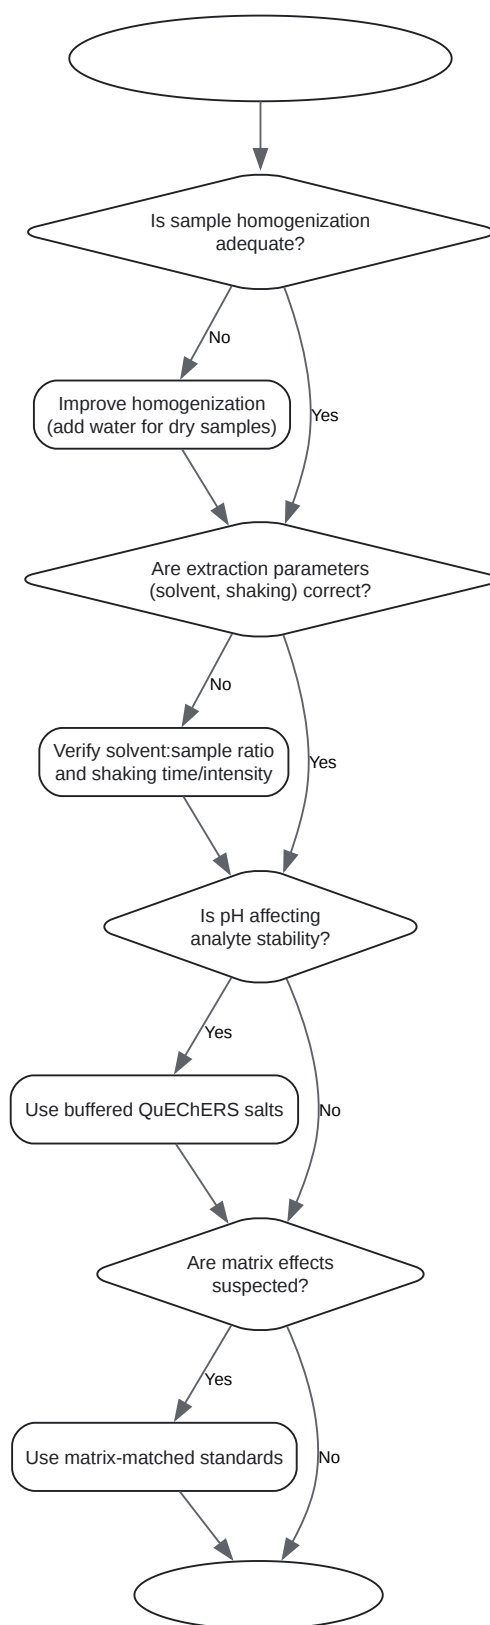 Is sample homogenization
adequate?
No
Improve homogenization
(add water for dry samples)
Yes
Are extraction parameters
(solvent, shaking) correct?
No
Verify solvent:sample ratio
and shaking time/intensity
Yes
Is pH affecting
analyte stability?
Yes
Use buffered QuEChERS salts
No
Are matrix effects
suspected?
Yes
Use matrix-matched standards
No